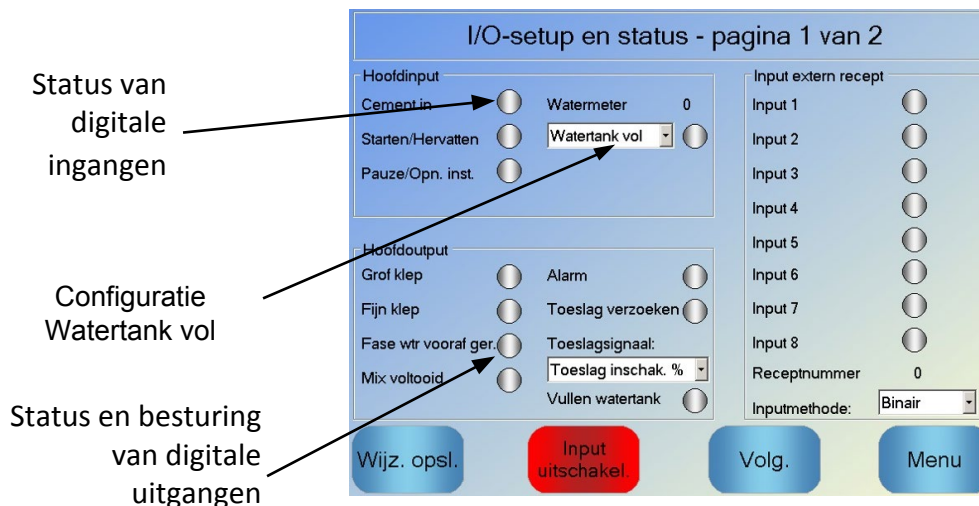 I/O-setup en status - pagina 1 van 2
Status van
digitale
ingangen
Configuratie
Watertank vol
Status en besturing
van digitale
uitgangen
Hoofdinput
Cement in
Starten/Hervatten
Pauze/Opn. inst.
Watermeter 0
Watertank vol
Hoofdoutput
Grof klep
Fijn klep
Fase wtr vooraf ger.
Mix voltooid
Alarm
Toeslag verzoeken
Toeslagsignaal:
Toeslag inschak. %
Vullen watertank
Input extern recept
Input 1
Input 2
Input 3
Input 4
Input 5
Input 6
Input 7
Input 8
Receptnummer 0
Inputmethode: Binair
Wijz. opsl.
Input
uitschakel.
Volg.
Menu